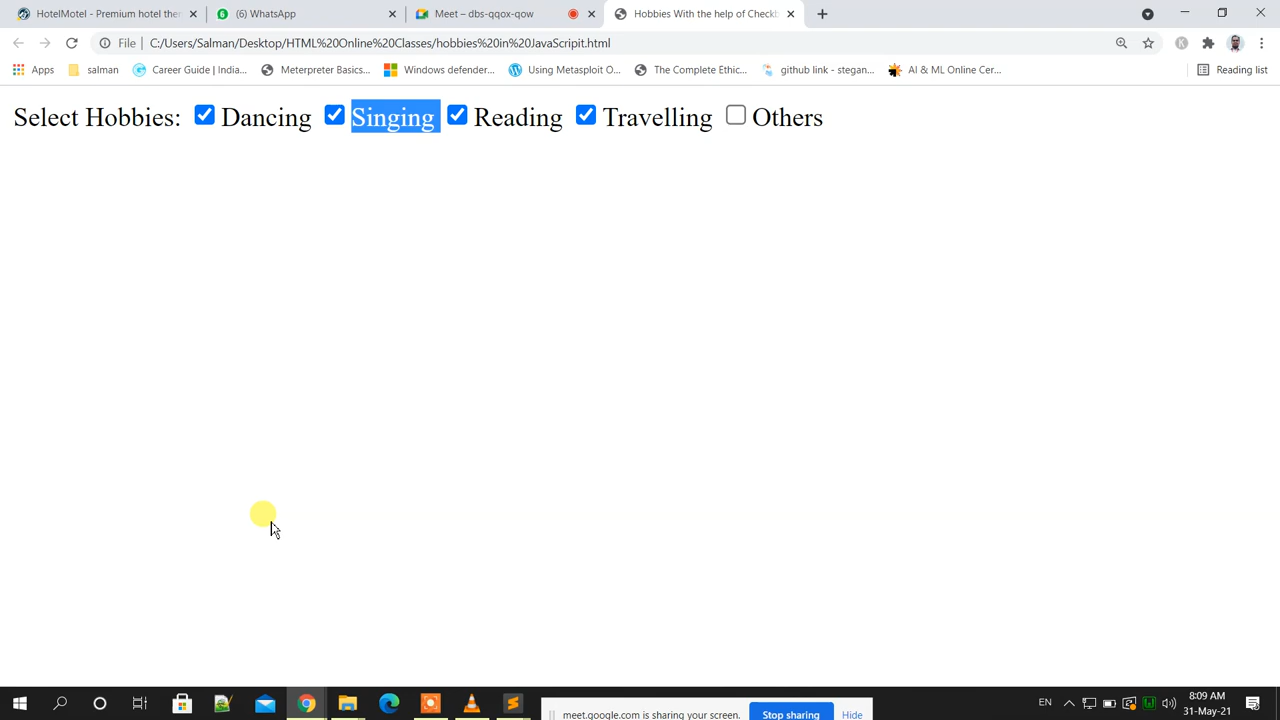 HotelMotel - Premium hotel then
(6) WhatsApp
Meet – dbs-qqox-qow
Hobbies With the help of Checkb
File | C:/Users/Salman/Desktop/HTML%20Online%20Classes/hobbies%20in%20JavaScripit.html
Apps
salman
Career Guide | India...
Meterpreter Basics...
Windows defender...
Using Metasploit O...
The Complete Ethic...
github link - stegan...
AI & ML Online Cer...
Reading list
Select Hobbies: Dancing Singing Reading Travelling Others
EN
8:09 AM
31-May-21
meet.google.com is sharing your screen.
Stop sharing
Hide